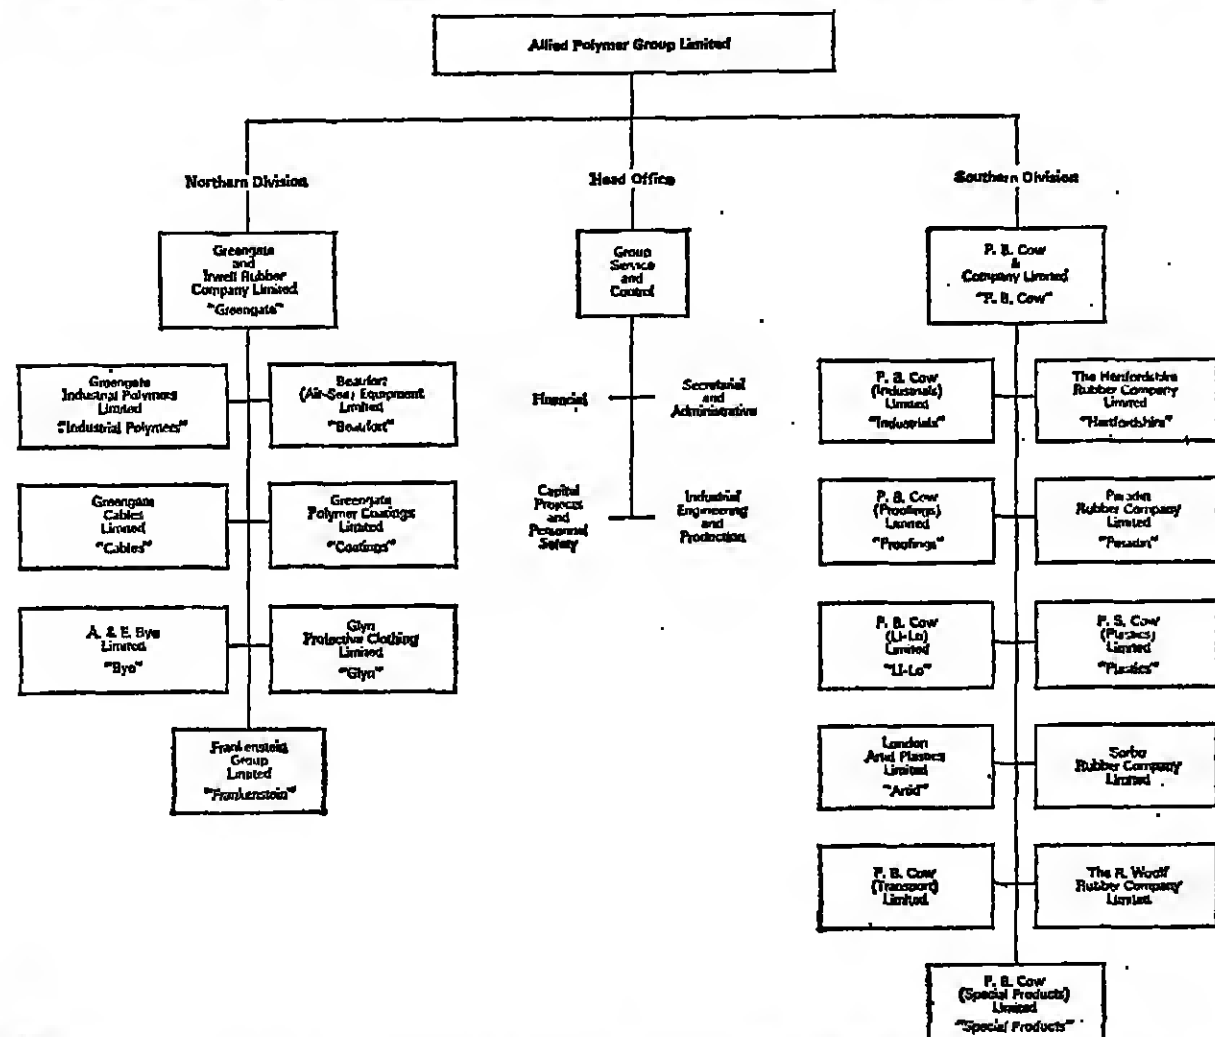 Allied Polymer Group Limited
Northern Division
Head Office
Southern Division
Greengate
and
Irwell Rubber
Company Limited
"Greengate"
Group
Service
and
Control
P. B. Cow
&
Company Limited
"P. B. Cow"
Greengate
Industrial Polymers
Limited
"Industrial Polymers"
Beaufort
(Air-Sea) Equipment
Limited
"Beaufort"
Financial
Secretarial
and
Administrative
P. B. Cow
(Industrials)
Limited
"Industrials"
The Hertfordshire
Rubber Company
Limited
"Hertfordshire"
Greengate
Cables
Limited
"Cables"
Greengate
Polymer Coatings
Limited
"Coatings"
Capital
Projects
and
Personnel
Safety
Industrial
Engineering
and
Production
P. B. Cow
(Proofings)
Limited
"Proofings"
Rubber Company
Limited
A. & E. Bye
Limited
"Bye"
Glyn
Protective Clothing
Limited
"Glyn"
P. B. Cow
(Li-Lo)
Limited
"Li-Lo"
P. B. Cow
(Plastics)
Limited
"Plastics"
Frankenstein
Group
Limited
"Frankenstein"
London
Artid Plastics
Limited
"Artid"
Sorbo
Rubber Company
Limited
P. B. Cow
(Transport)
Limited
The R. Woolf
Rubber Company
Limited
P. B. Cow
(Special Products)
Limited
"Special Products"